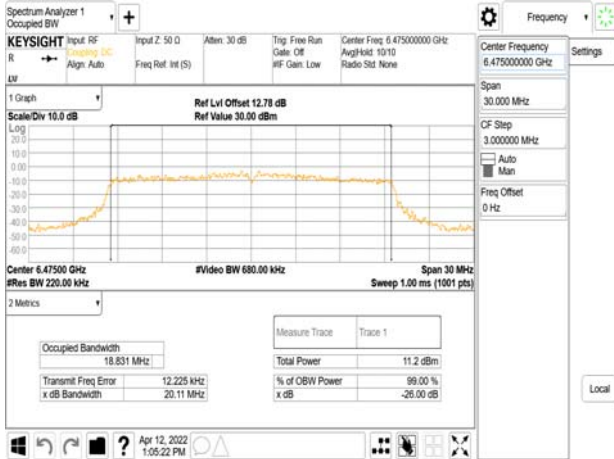 Spectrum Analyzer 1
Occupied BW
Frequency
KEYSIGHT
R
Input: RF
Coupling: DC
Align: Auto
Input Z: 50 Ω
Freq Ref: Int (S)
Atten: 30 dB
Trig: Free Run
Gate: Off
#IF Gain: Low
Center Freq: 6.475000000 GHz
Avg|Hold: 10/10
Radio Std: None
Center Frequency
6.475000000 GHz
Settings
Span
30.000 MHz
CF Step
3.000000 MHz
Auto
Man
Freq Offset
0 Hz
Local
1 Graph
Scale/Div 10.0 dB
Ref Lvl Offset 12.78 dB
Ref Value 30.00 dBm
Log
20.0
10.0
0.00
-10.0
-20.0
-30.0
-40.0
-50.0
-60.0
Center 6.47500 GHz
#Res BW 220.00 kHz
#Video BW 680.00 kHz
Span 30 MHz
Sweep 1.00 ms (1001 pts)
2 Metrics
Measure Trace
Trace 1
Occupied Bandwidth
18.831 MHz
Total Power
11.2 dBm
Transmit Freq Error
12.225 kHz
% of OBW Power
99.00 %
x dB Bandwidth
20.11 MHz
x dB
-26.00 dB
?
Apr 12, 2022
1:05:22 PM